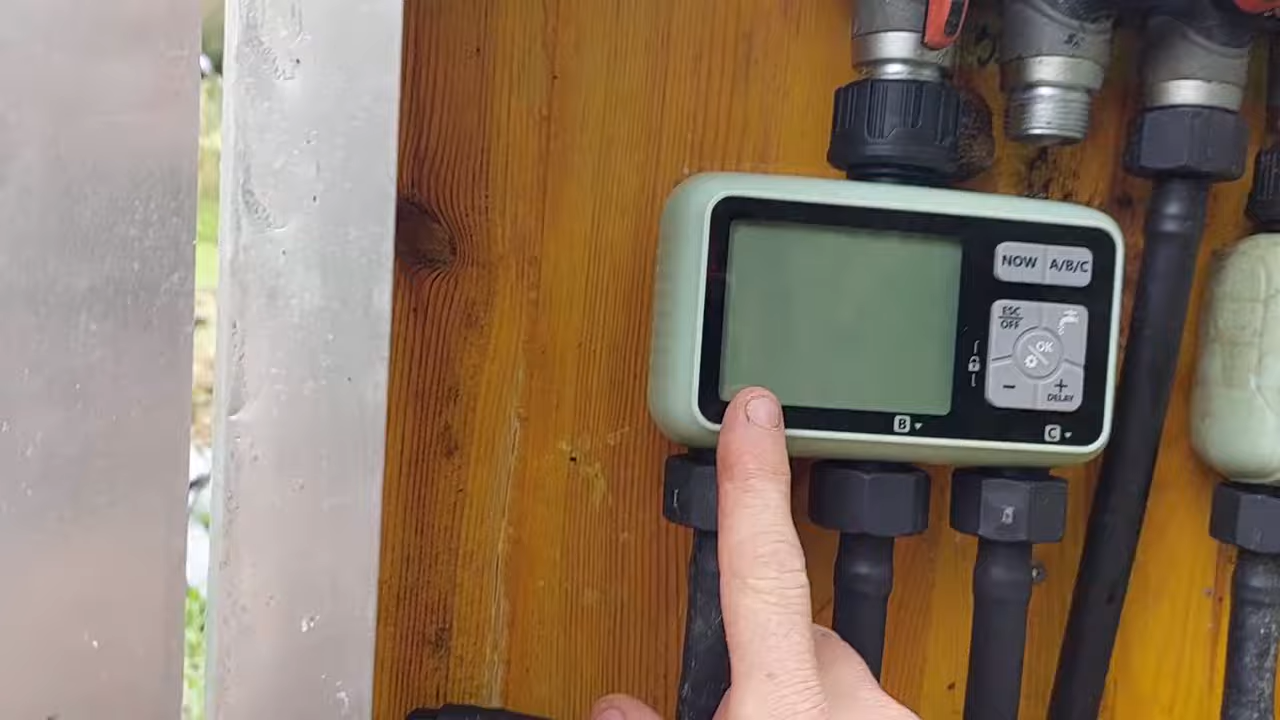 NOW A/B/C
ESC
OFF
OK
- +
DELAY
B
C